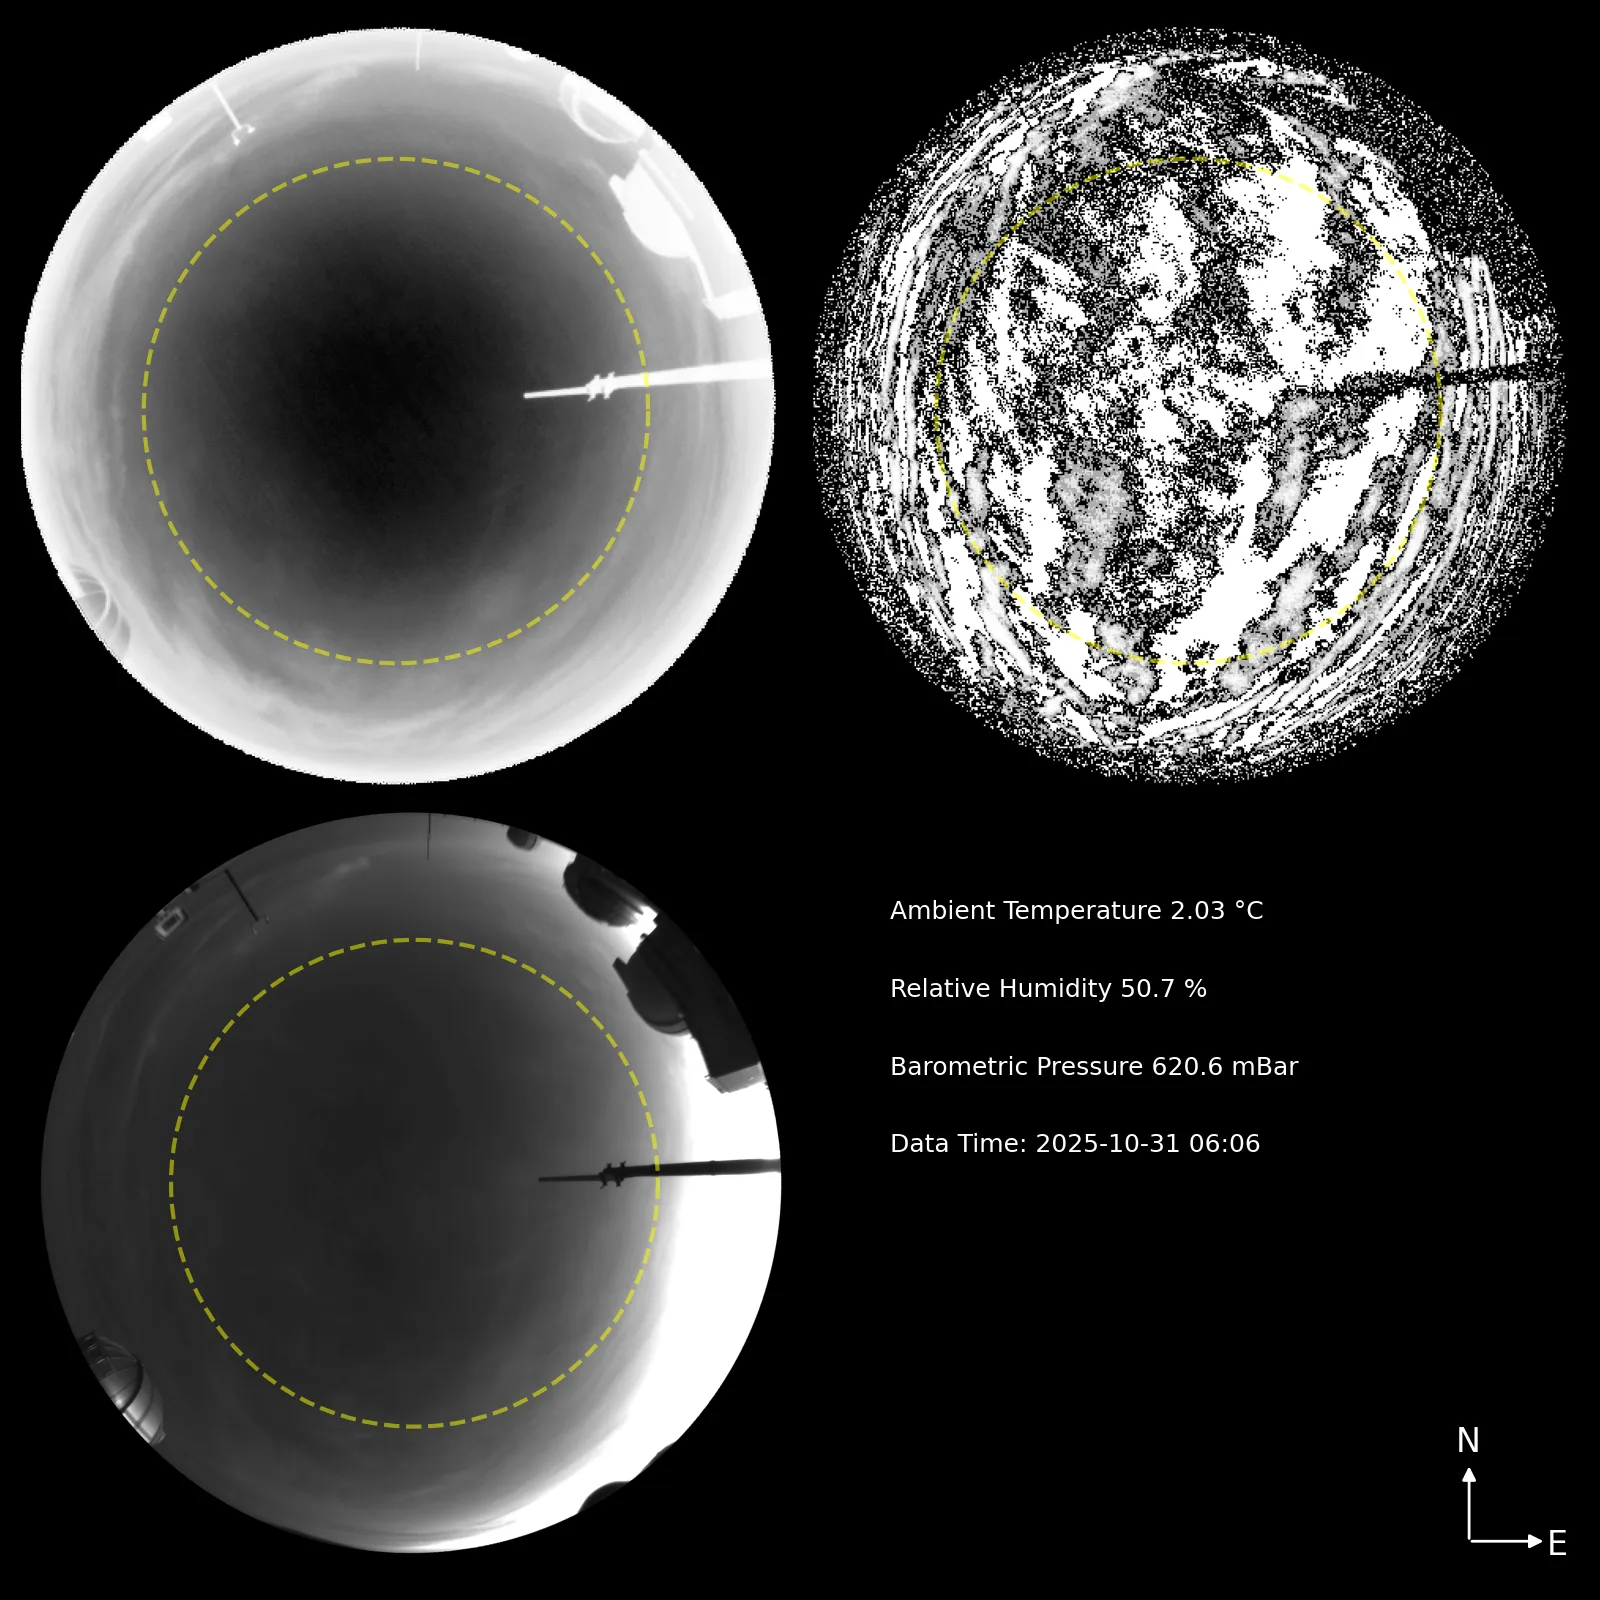 Ambient Temperature 2.03 °C
Relative Humidity 50.7 %
Barometric Pressure 620.6 mBar
Data Time: 2025-10-31 06:06
N
E